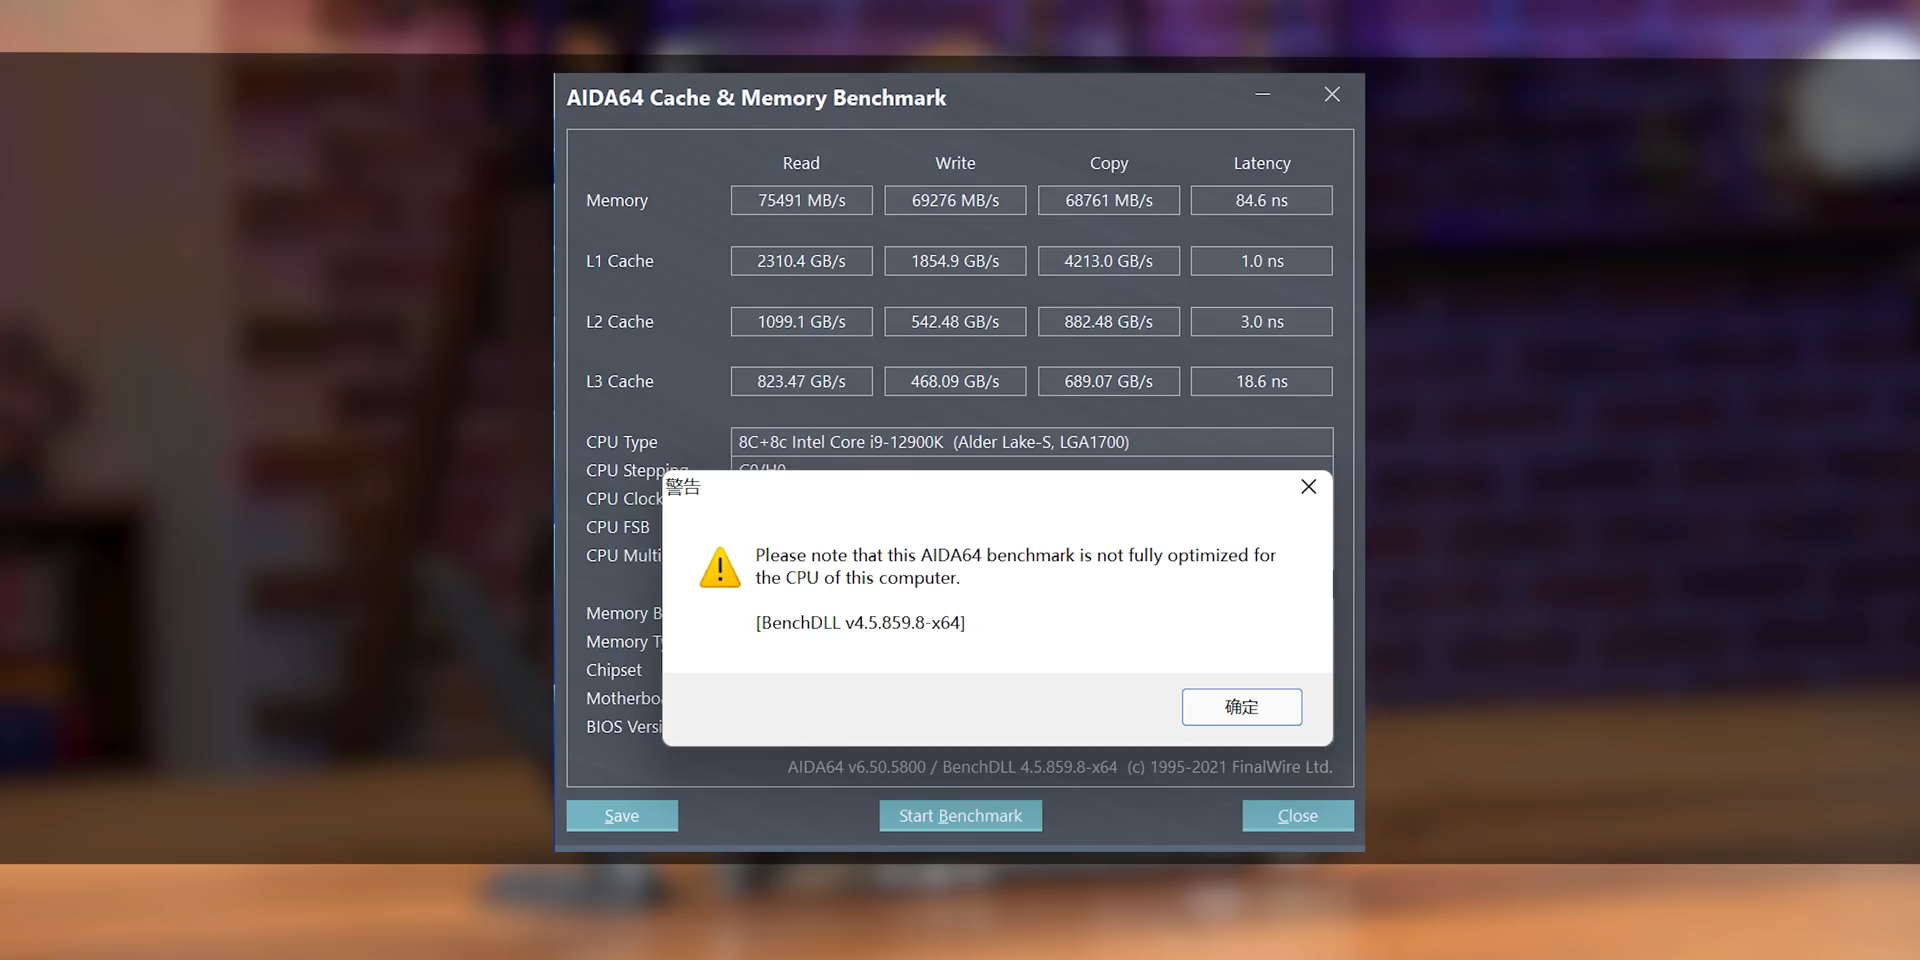 AIDA64 Cache & Memory Benchmark
Read Write Copy Latency
Memory 75491 MB/s 69276 MB/s 68761 MB/s 84.6 ns
L1 Cache 2310.4 GB/s 1854.9 GB/s 4213.0 GB/s 1.0 ns
L2 Cache 1099.1 GB/s 542.48 GB/s 882.48 GB/s 3.0 ns
L3 Cache 823.47 GB/s 468.09 GB/s 689.07 GB/s 18.6 ns
CPU Type 8C+8c Intel Core i9-12900K (Alder Lake-S, LGA1700)
CPU Stepping C0/H0
CPU Clock
CPU FSB
CPU Multi
Memory B
Memory Ty
Chipset
Motherboa
BIOS Versi
警告
Please note that this AIDA64 benchmark is not fully optimized for
the CPU of this computer.
[BenchDLL v4.5.859.8-x64]
确定
AIDA64 v6.50.5800 / BenchDLL 4.5.859.8-x64 (c) 1995-2021 FinalWire Ltd.
Save Start Benchmark Close